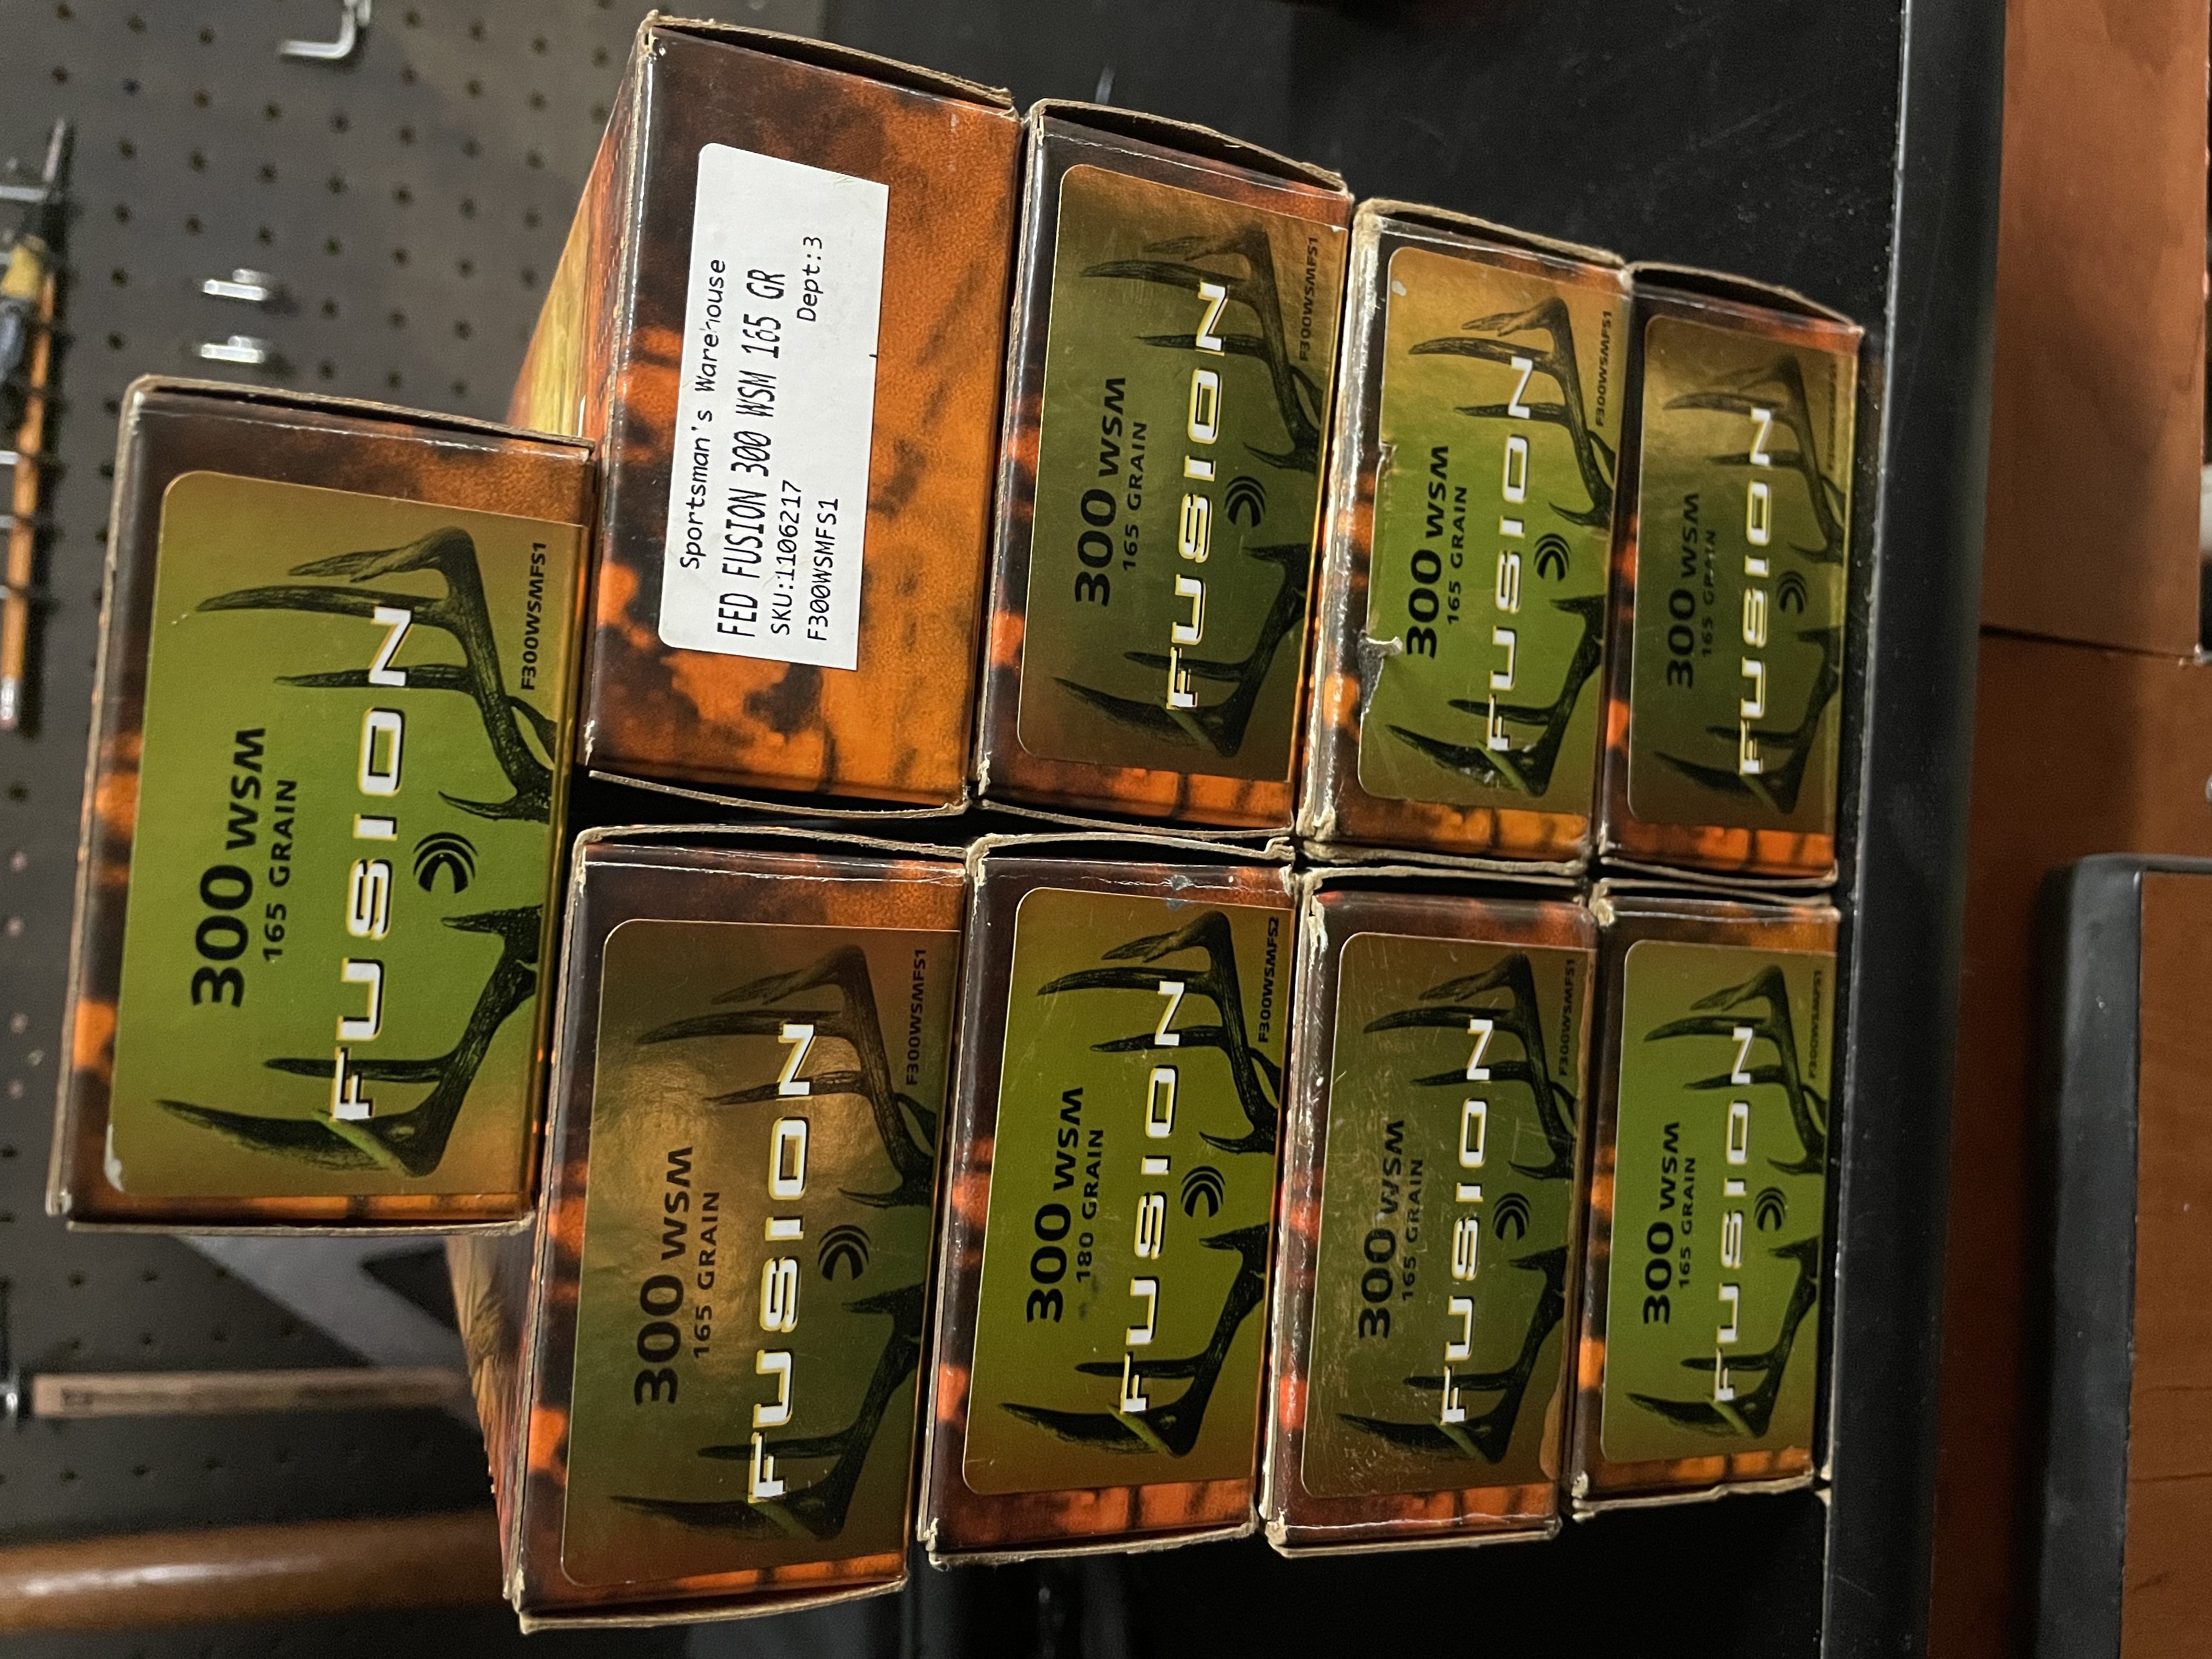 300 WSM
165 GRAIN
FUSION
F300WSMFS1
300 WSM
165 GRAIN
FUSION
F300WSMFS1
Sportsman's Warehouse
FED FUSION 300 WSM 165 GR
SKU:1106217 Dept:3
F300WSMFS1
300 WSM
180 GRAIN
FUSION
F300WSMFS2
300 WSM
165 GRAIN
FUSION
F300WSMFS1
300 WSM
165 GRAIN
FUSION
F300WSMFS1
300 WSM
165 GRAIN
FUSION
F300WSMFS1
300 WSM
165 GRAIN
FUSION
F300WSMFS1
300 WSM
165 GRAIN
FUSION